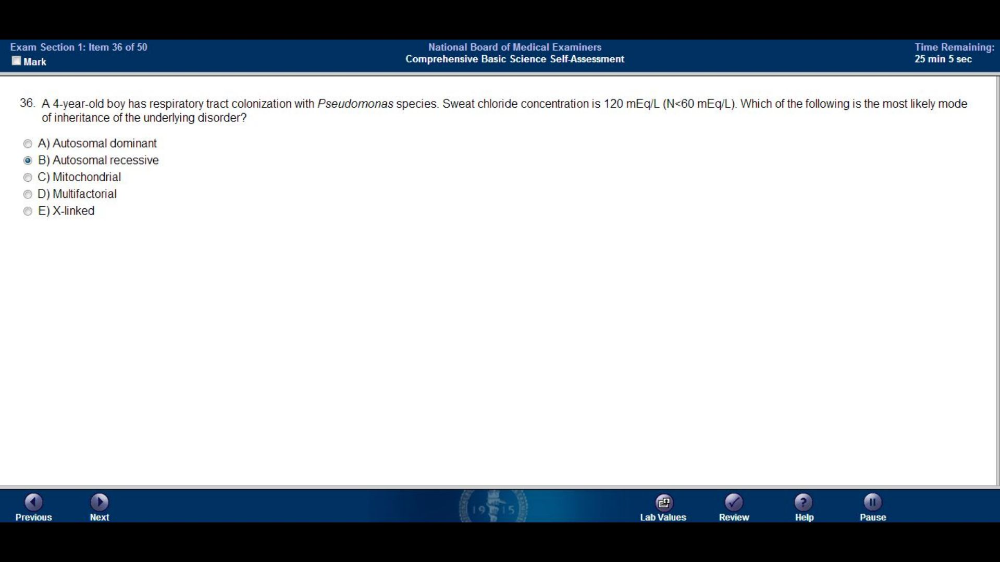 Exam Section 1: Item 36 of 50
Mark
National Board of Medical Examiners
Comprehensive Basic Science Self-Assessment
Time Remaining:
25 min 5 sec
36. A 4-year-old boy has respiratory tract colonization with Pseudomonas species. Sweat chloride concentration is 120 mEq/L (N<60 mEq/L). Which of the following is the most likely mode
of inheritance of the underlying disorder?
A) Autosomal dominant
B) Autosomal recessive
C) Mitochondrial
D) Multifactorial
E) X-linked
1915
Previous
Next
Lab Values
Review
Help
Pause